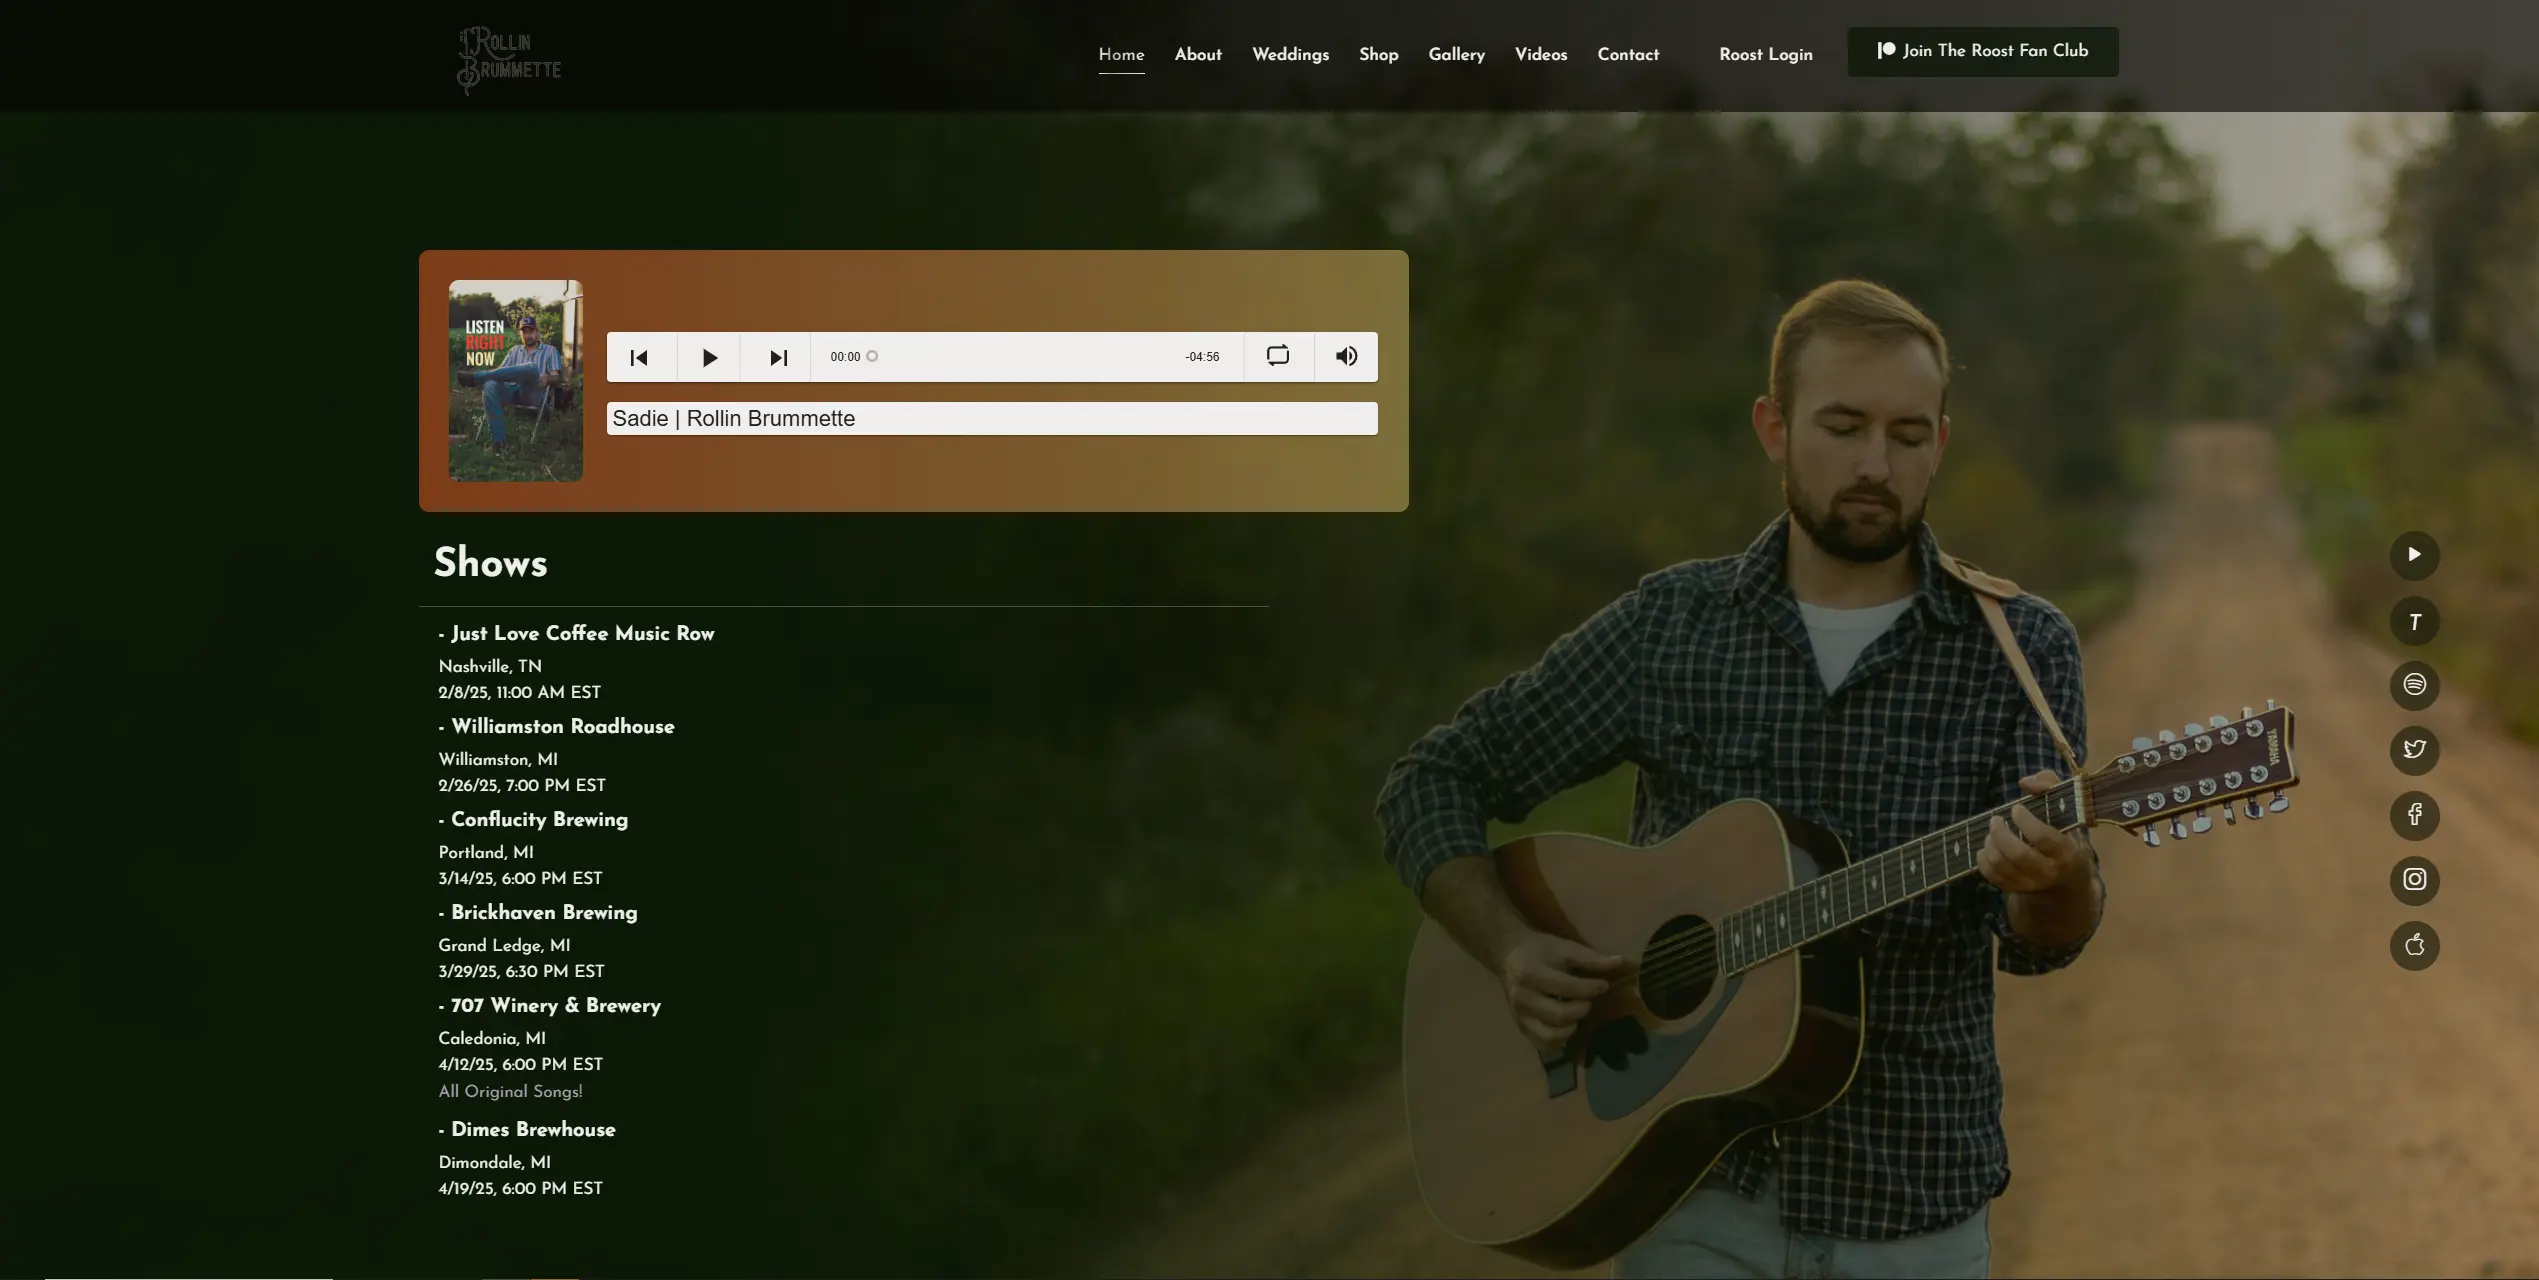 Rollin
Brummette
Home About Weddings Shop Gallery Videos Contact Roost Login Join The Roost Fan Club
LISTEN
RIGHT
NOW
00:00 -04:56
Sadie | Rollin Brummette
Shows
- Just Love Coffee Music Row
Nashville, TN
2/8/25, 11:00 AM EST
- Williamston Roadhouse
Williamston, MI
2/26/25, 7:00 PM EST
- Conflucity Brewing
Portland, MI
3/14/25, 6:00 PM EST
- Brickhaven Brewing
Grand Ledge, MI
3/29/25, 6:30 PM EST
- 707 Winery & Brewery
Caledonia, MI
4/12/25, 6:00 PM EST
All Original Songs!
- Dimes Brewhouse
Dimondale, MI
4/19/25, 6:00 PM EST
T
YAMAHA